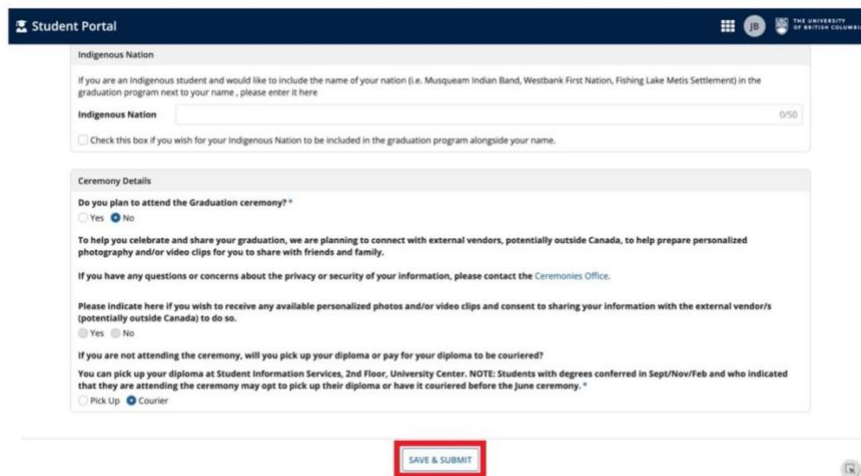 Student Portal
JB
THE UNIVERSITY
OF BRITISH COLUMBIA
Indigenous Nation
If you are an Indigenous student and would like to include the name of your nation (i.e. Musqueam Indian Band, Westbank First Nation, Fishing Lake Metis Settlement) in the
graduation program next to your name , please enter it here
Indigenous Nation
0/50
Check this box if you wish for your Indigenous Nation to be included in the graduation program alongside your name.
Ceremony Details
Do you plan to attend the Graduation ceremony? *
Yes No
To help you celebrate and share your graduation, we are planning to connect with external vendors, potentially outside Canada, to help prepare personalized
photography and/or video clips for you to share with friends and family.
If you have any questions or concerns about the privacy or security of your information, please contact the Ceremonies Office.
Please indicate here if you wish to receive any available personalized photos and/or video clips and consent to sharing your information with the external vendor/s
(potentially outside Canada) to do so.
Yes No
If you are not attending the ceremony, will you pick up your diploma or pay for your diploma to be couriered?
You can pick up your diploma at Student Information Services, 2nd Floor, University Center. NOTE: Students with degrees conferred in Sept/Nov/Feb and who indicated
that they are attending the ceremony may opt to pick up their diploma or have it couriered before the June ceremony. *
Pick Up Courier
SAVE & SUBMIT